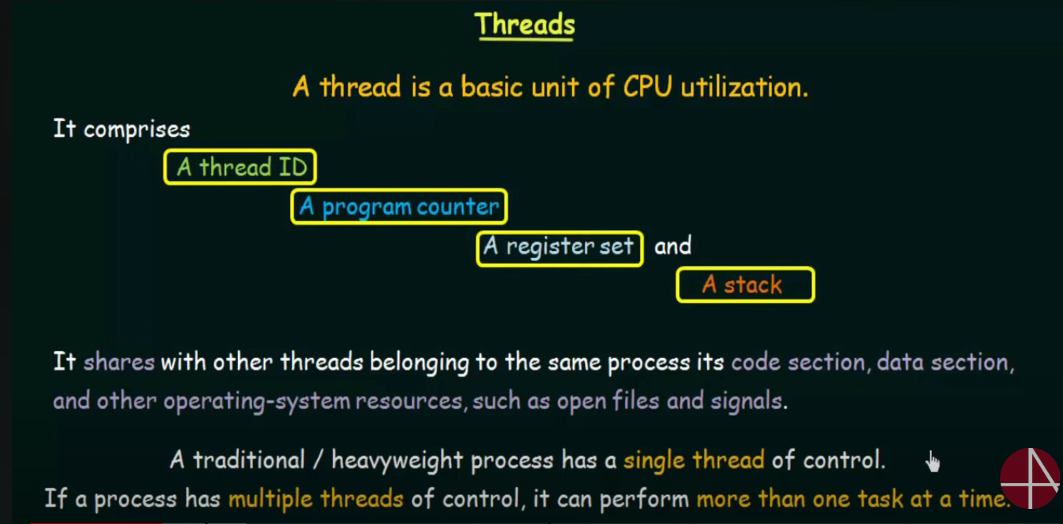 Threads
A thread is a basic unit of CPU utilization.
It comprises
A thread ID
A program counter
A register set and
A stack
It shares with other threads belonging to the same process its code section, data section,
and other operating-system resources, such as open files and signals.
A traditional / heavyweight process has a single thread of control.
If a process has multiple threads of control, it can perform more than one task at a time.